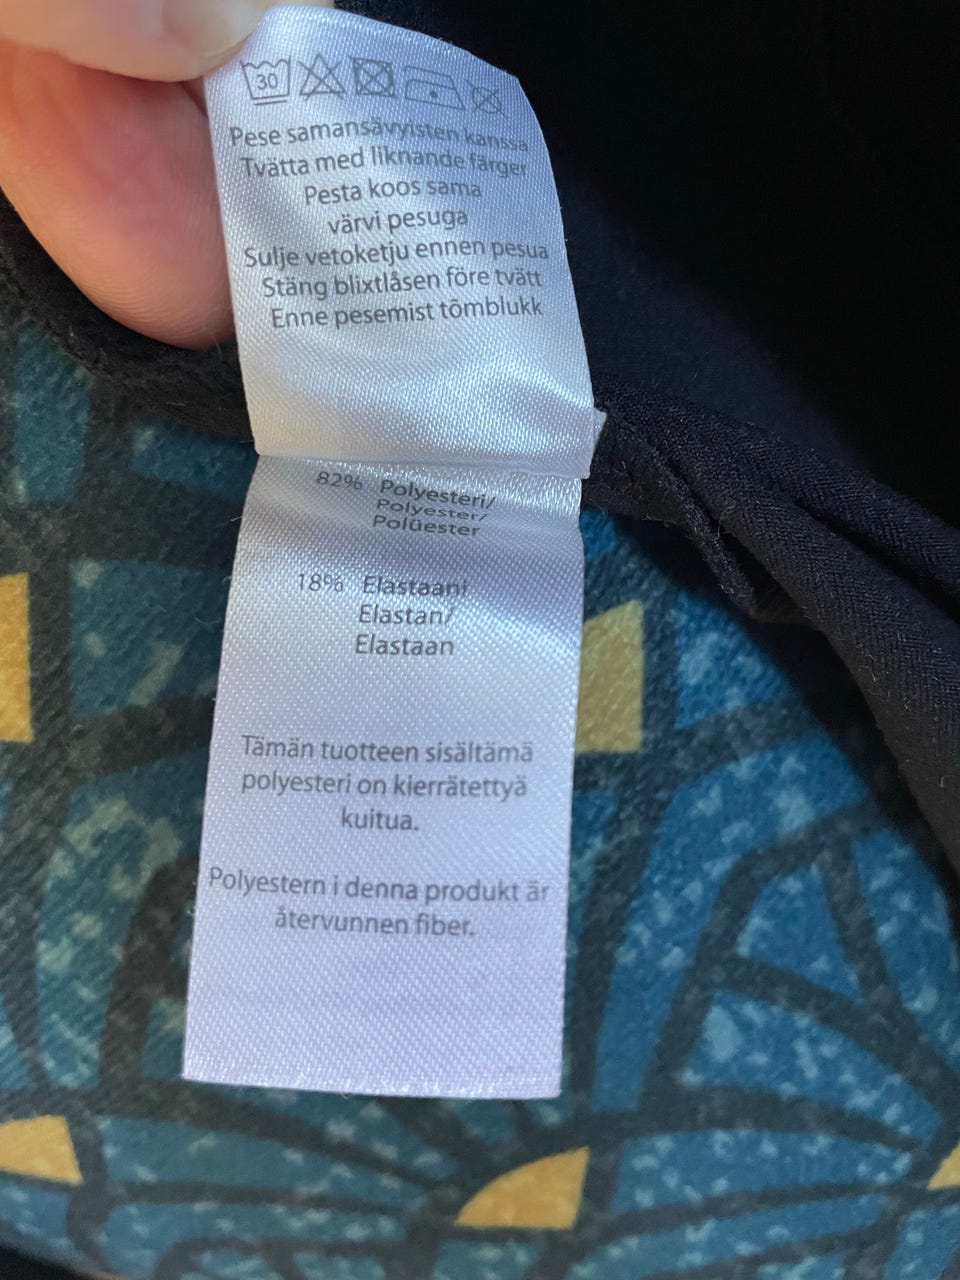 30
Pese samansävyisten kanssa
Tvätta med liknande färger
Pesta koos sama
värvi pesuga
Sulje vetoketju ennen pesua
Stäng blixtlåsen före tvätt
Enne pesemist tõmblukk
82% Polyesteri/
Polyester/
Polüester
18% Elastaani
Elastan/
Elastaan
Tämän tuotteen sisältämä
polyesteri on kierrätettyä
kuitua.
Polyestern i denna produkt är
återvunnen fiber.